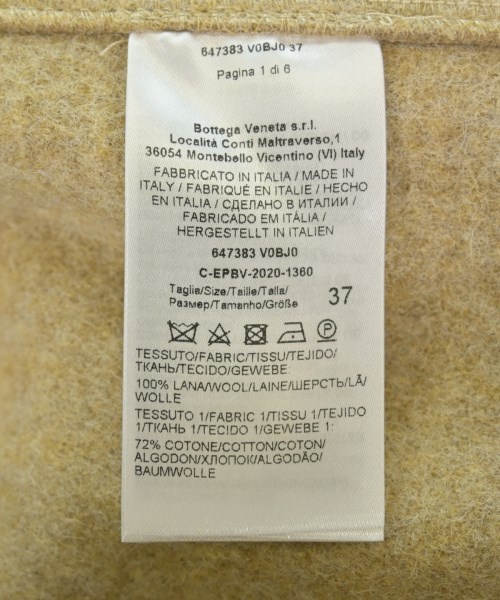 647383 V0BJ0 37
Pagina 1 di 6
Bottega Veneta s.r.l.
Località Conti Maltraverso,1
36054 Montebello Vicentino (VI) Italy
FABBRICATO IN ITALIA / MADE IN
ITALY / FABRIQUÉ EN ITALIE / HECHO
EN ITALIA / СДЕЛАНО В ИТАЛИИ /
FABRICADO EM ITÁLIA /
HERGESTELLT IN ITALIEN
647383 V0BJ0
C-EPBV-2020-1360
Taglia/Size/Taille/Talla/
Размер/Tamanho/Größe 37
P
TESSUTO/FABRIC/TISSU/TEJIDO/
ТКАНЬ/TECIDO/GEWEBE:
100% LANA/WOOL/LAINE/ШЕРСТЬ/LÃ/
WOLLE
TESSUTO 1/FABRIC 1/TISSU 1/TEJIDO
1/ТКАНЬ 1/TECIDO 1/GEWEBE 1:
72% COTONE/COTTON/COTON/
ALGODON/ХЛОПОК/ALGODÃO/
BAUMWOLLE